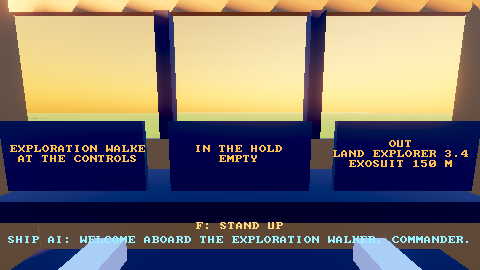 EXPLORATION WALKE
AT THE CONTROLS
IN THE HOLD
EMPTY
OUT
LAND EXPLORER 3.4
EXOSUIT 150 M
F: STAND UP
SHIP AI: WELCOME ABOARD THE EXPLORATION WALKER, COMMANDER.